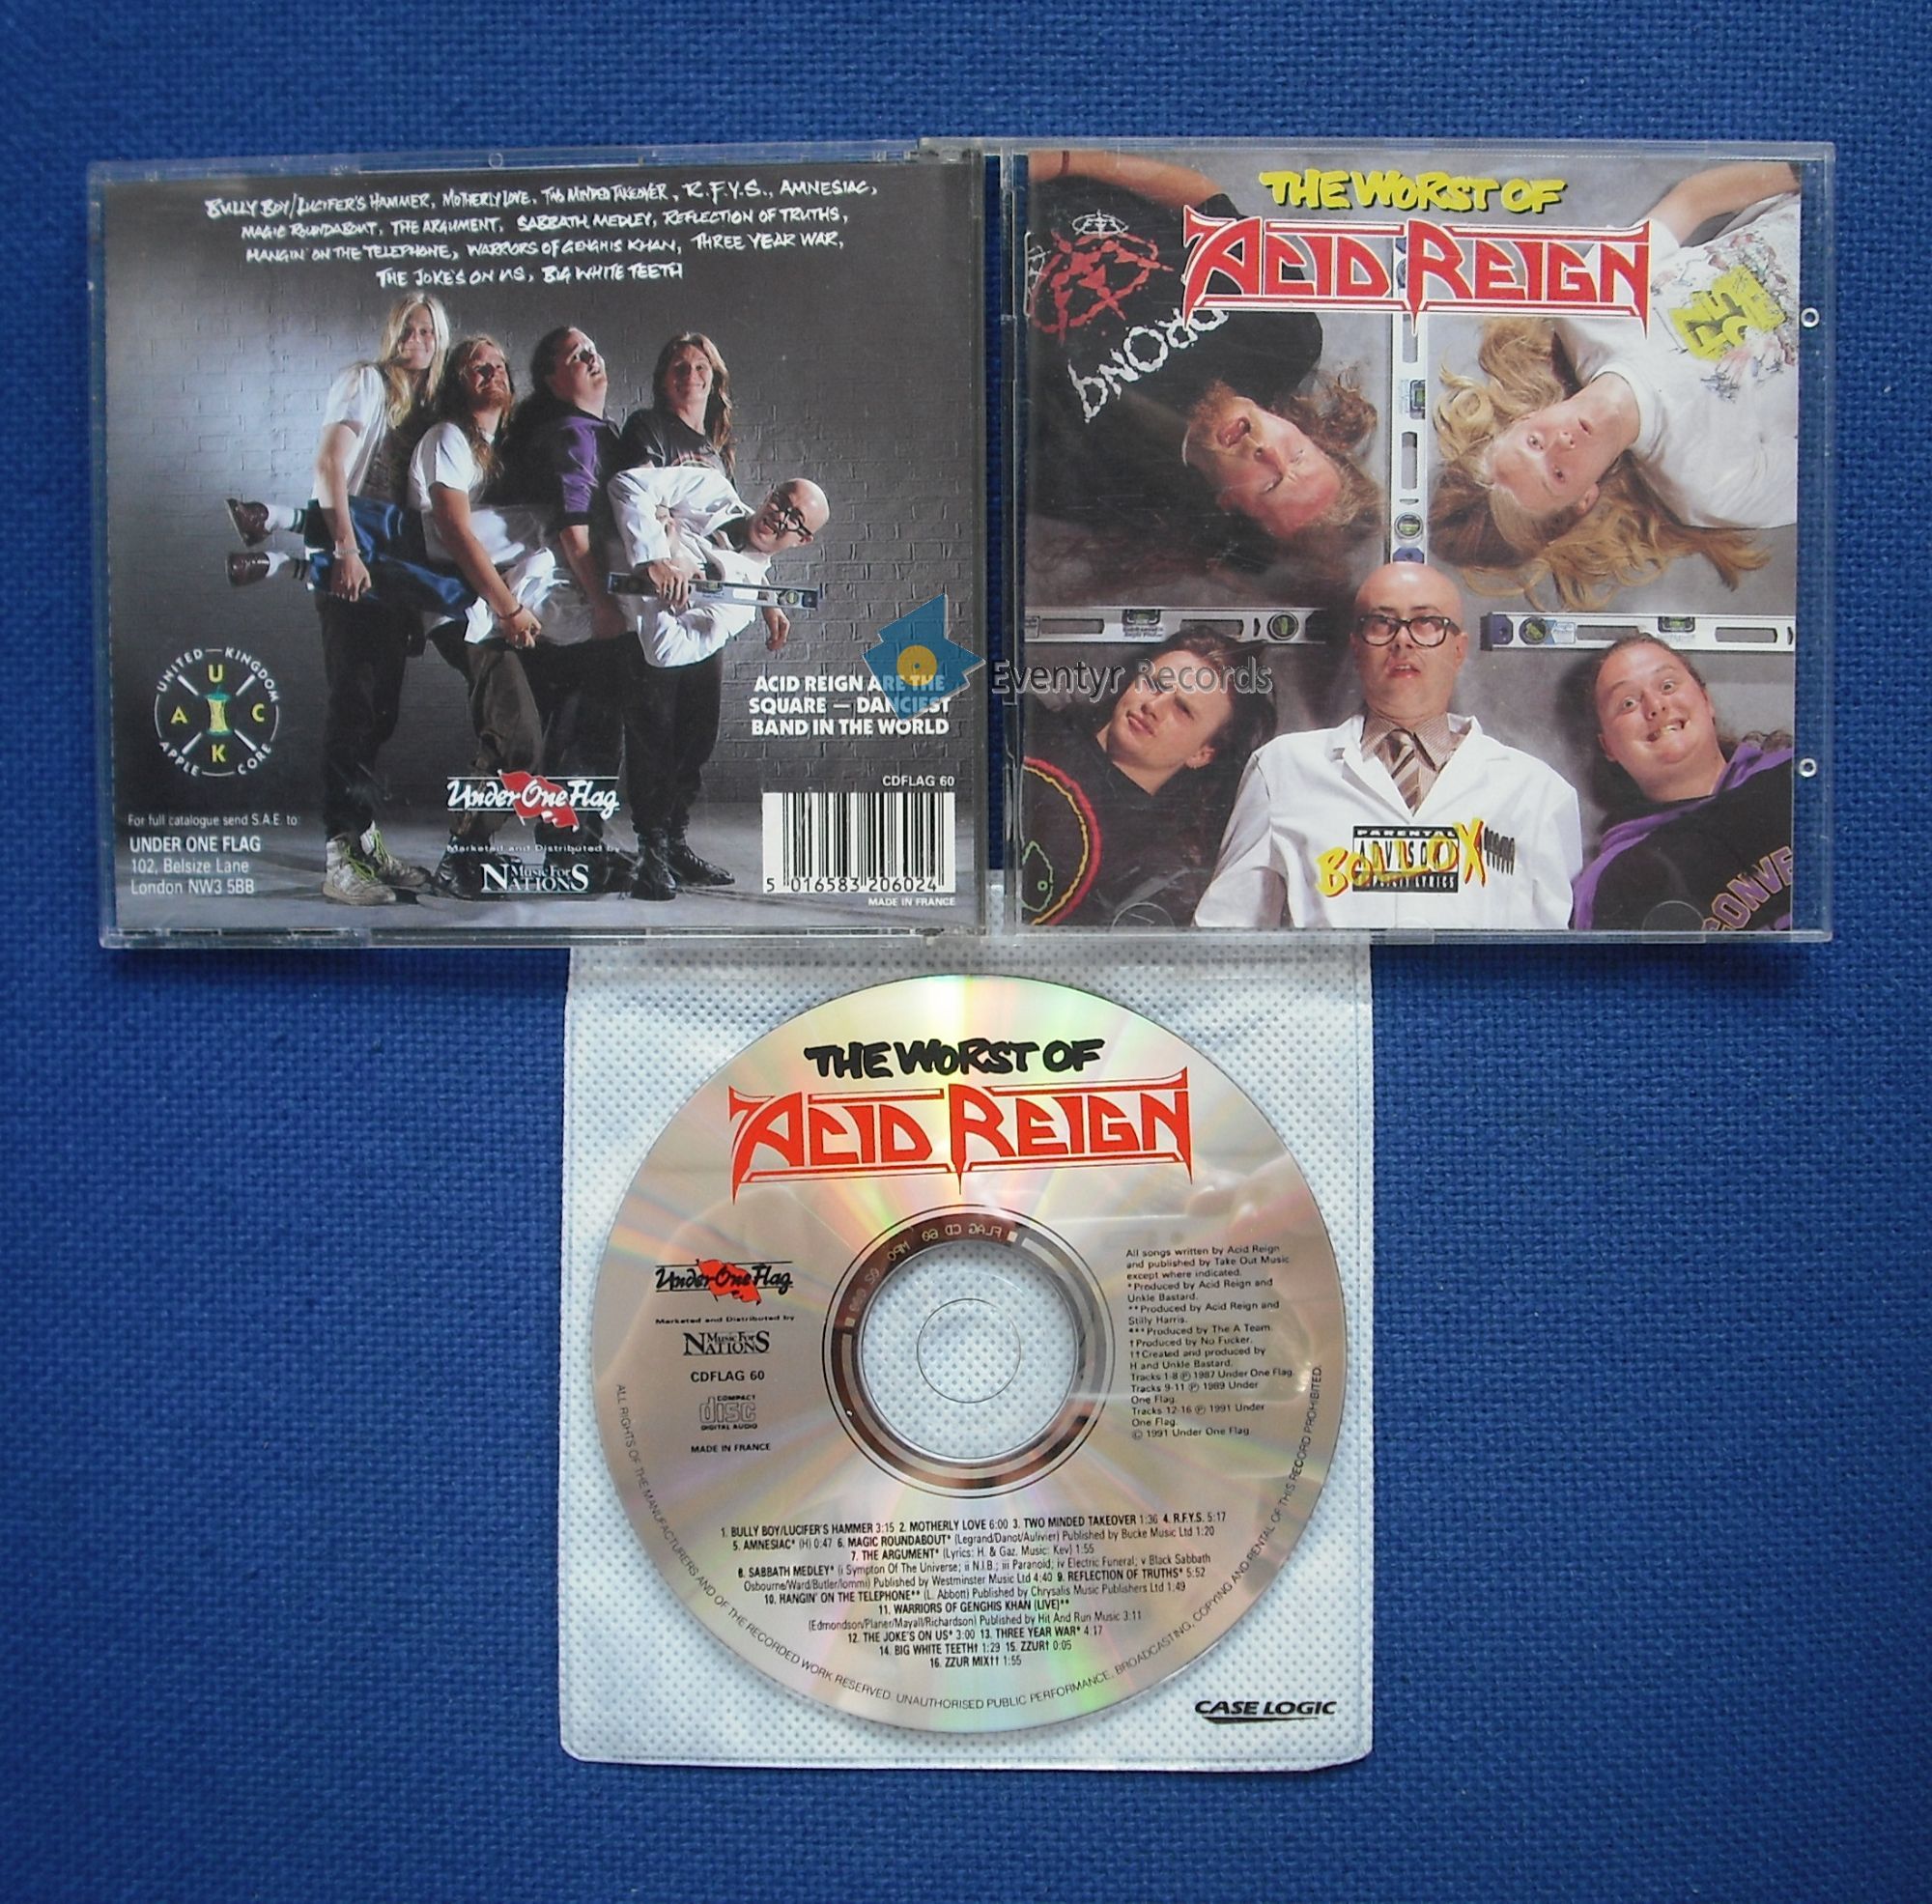 BULLY BOY/LUCIFER'S HAMMER, MOTHERLY LOVE, TWO MINDED TAKEOVER, R.F.Y.S., AMNESIAC,
MAGIC ROUNDABOUT, THE ARGUMENT, SABBATH MEDLEY, REFLECTION OF TRUTHS,
HANGIN' ON THE TELEPHONE, WARRIORS OF GENGHIS KHAN, THREE YEAR WAR,
THE JOKE'S ON US, BIG WHITE TEETH
UNITED KINGDOM
U
A C
K
APPLE CORE
ACID REIGN ARE THE
SQUARE — DANCIEST
BAND IN THE WORLD
For full catalogue send S.A.E. to:
UNDER ONE FLAG
102, Belsize Lane
London NW3 5BB
Under One Flag
Marketed and Distributed by
Music For NATIONS
CDFLAG 60
5 016583 206024
MADE IN FRANCE
Eventyr Records
THE WORST OF
ACID REIGN
PRONG
PARENTAL
ADVISORY
EXPLICIT LYRICS
BOLLOX
CONVE
THE WORST OF
ACID REIGN
FLAG CD 60 MPO
Under One Flag
Marketed and Distributed by
Music For NATIONS
CDFLAG 60
COMPACT
disc
DIGITAL AUDIO
MADE IN FRANCE
All songs written by Acid Reign
and published by Take Out Music
except where indicated.
*Produced by Acid Reign and
Unkle Bastard.
**Produced by Acid Reign and
Stilly Harris.
***Produced by The A Team.
†Produced by No Fucker.
††Created and produced by
H and Unkle Bastard.
Tracks 1-8 ℗ 1987 Under One Flag.
Tracks 9-11 ℗ 1989 Under
One Flag.
Tracks 12-16 ℗ 1991 Under
One Flag.
© 1991 Under One Flag.
1. BULLY BOY/LUCIFER'S HAMMER 3:15 2. MOTHERLY LOVE 6:00 3. TWO MINDED TAKEOVER 1:36 4. R.F.Y.S. 5:17
5. AMNESIAC* (H) 0:47 6. MAGIC ROUNDABOUT* (Legrand/Danot/Aulivier) Published by Bucke Music Ltd 1:20
7. THE ARGUMENT* (Lyrics: H. & Gaz. Music: Kev) 1:55
8. SABBATH MEDLEY* (i Sympton Of The Universe; ii N.I.B.; iii Paranoid; iv Electric Funeral; v Black Sabbath
Osbourne/Ward/Butler/Iommi) Published by Westminster Music Ltd 4:40 9. REFLECTION OF TRUTHS* 5:52
10. HANGIN' ON THE TELEPHONE** (L. Abbott) Published by Chrysalis Music Publishers Ltd 1:49
11. WARRIORS OF GENGHIS KHAN (LIVE)**
(Edmondson/Planer/Mayall/Richardson) Published by Hit And Run Music 3:11
12. THE JOKE'S ON US* 3:00 13. THREE YEAR WAR* 4:17
14. BIG WHITE TEETH† 1:29 15. ZZUR† 0:05
16. ZZUR MIX†† 1:55
ALL RIGHTS OF THE MANUFACTURERS AND OF THE RECORDED WORK RESERVED. UNAUTHORISED PUBLIC PERFORMANCE, BROADCASTING, COPYING AND RENTAL OF THIS RECORD PROHIBITED.
CASE LOGIC